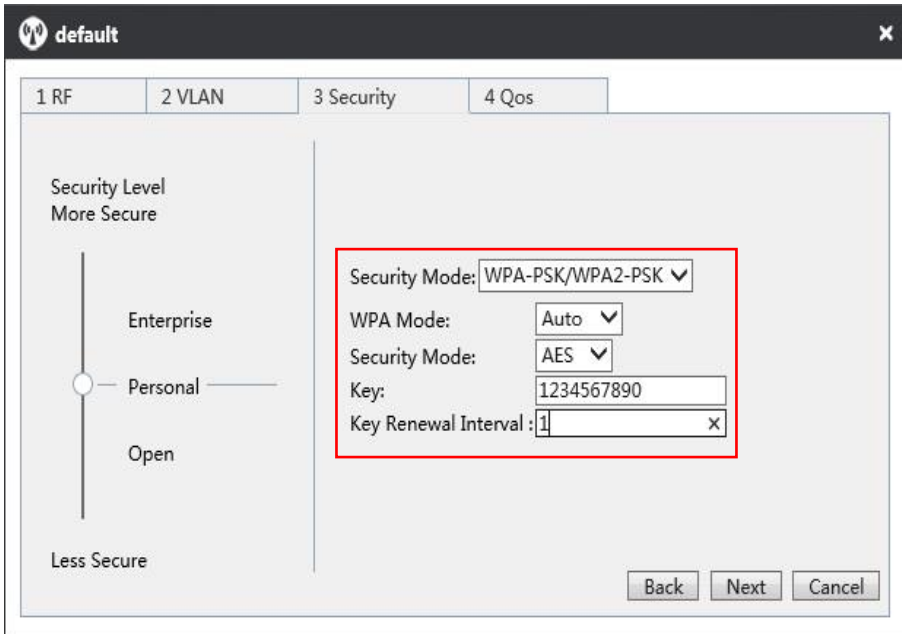 default
1 RF 2 VLAN 3 Security 4 Qos
Security Level
More Secure
Enterprise
Personal
Open
Less Secure
Security Mode: WPA-PSK/WPA2-PSK
WPA Mode: Auto
Security Mode: AES
Key: 1234567890
Key Renewal Interval : 1
Back Next Cancel